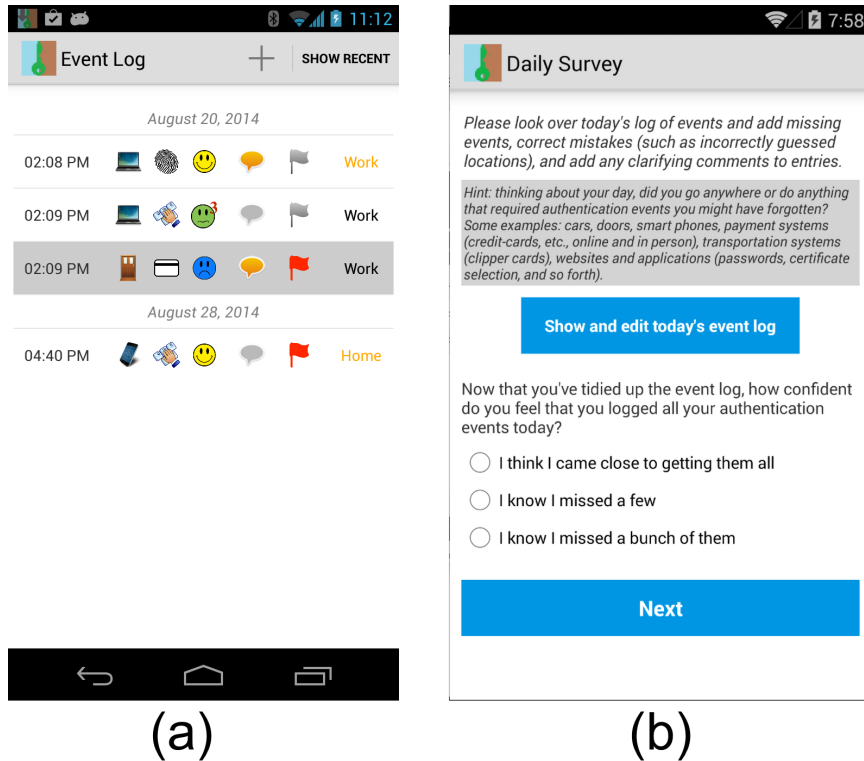 11:12
Event Log
SHOW RECENT
August 20, 2014
02:08 PM Work
02:09 PM Work
02:09 PM Work
August 28, 2014
04:40 PM Home
(a)
7:58
Daily Survey
Please look over today's log of events and add missing
events, correct mistakes (such as incorrectly guessed
locations), and add any clarifying comments to entries.
Hint: thinking about your day, did you go anywhere or do anything
that required authentication events you might have forgotten?
Some examples: cars, doors, smart phones, payment systems
(credit-cards, etc., online and in person), transportation systems
(clipper cards), websites and applications (passwords, certificate
selection, and so forth).
Show and edit today's event log
Now that you've tidied up the event log, how confident
do you feel that you logged all your authentication
events today?
I think I came close to getting them all
I know I missed a few
I know I missed a bunch of them
Next
(b)